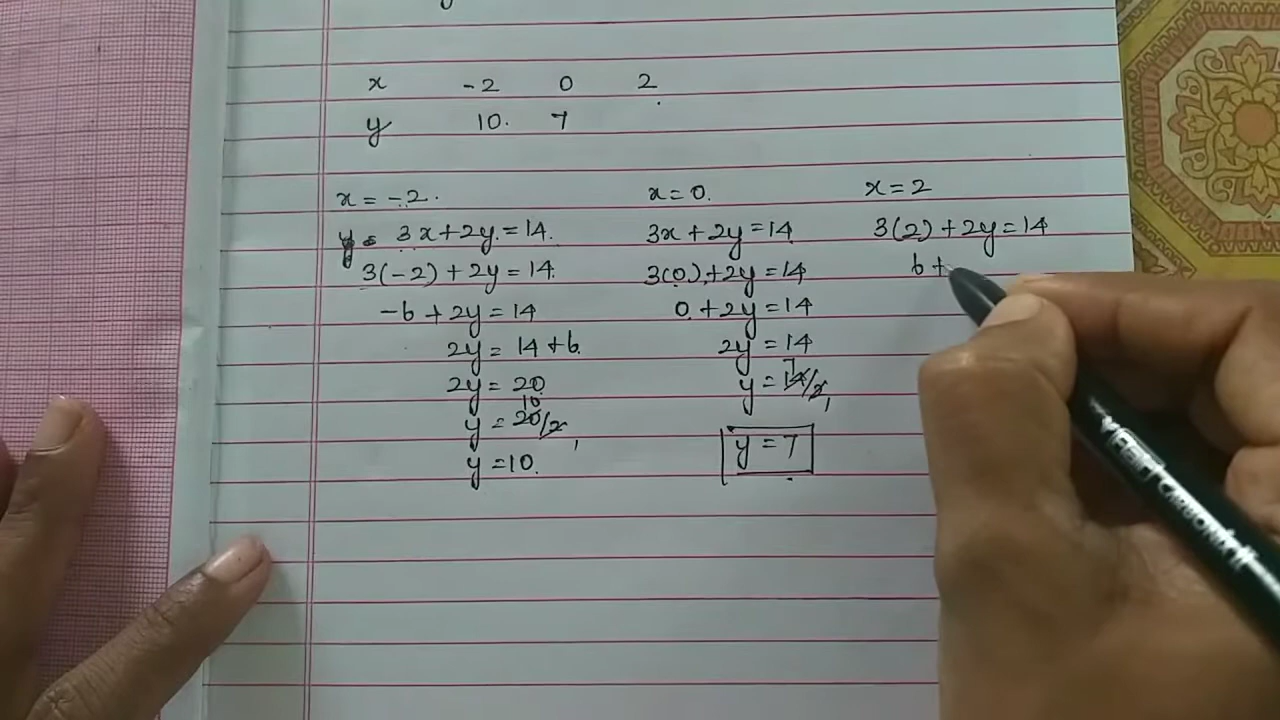 x -2 0 2
y 10. 7
x = -2.
y = 3x + 2y = 14.
3(-2) + 2y = 14.
-6 + 2y = 14
2y = 14 + 6
2y = 20
10
y = 20/2 1
y = 10.
x = 0.
3x + 2y = 14
3(0) + 2y = 14
0 + 2y = 14
2y = 14
7
y = 14/2 1
y = 7
x = 2
3(2) + 2y = 14
6 +